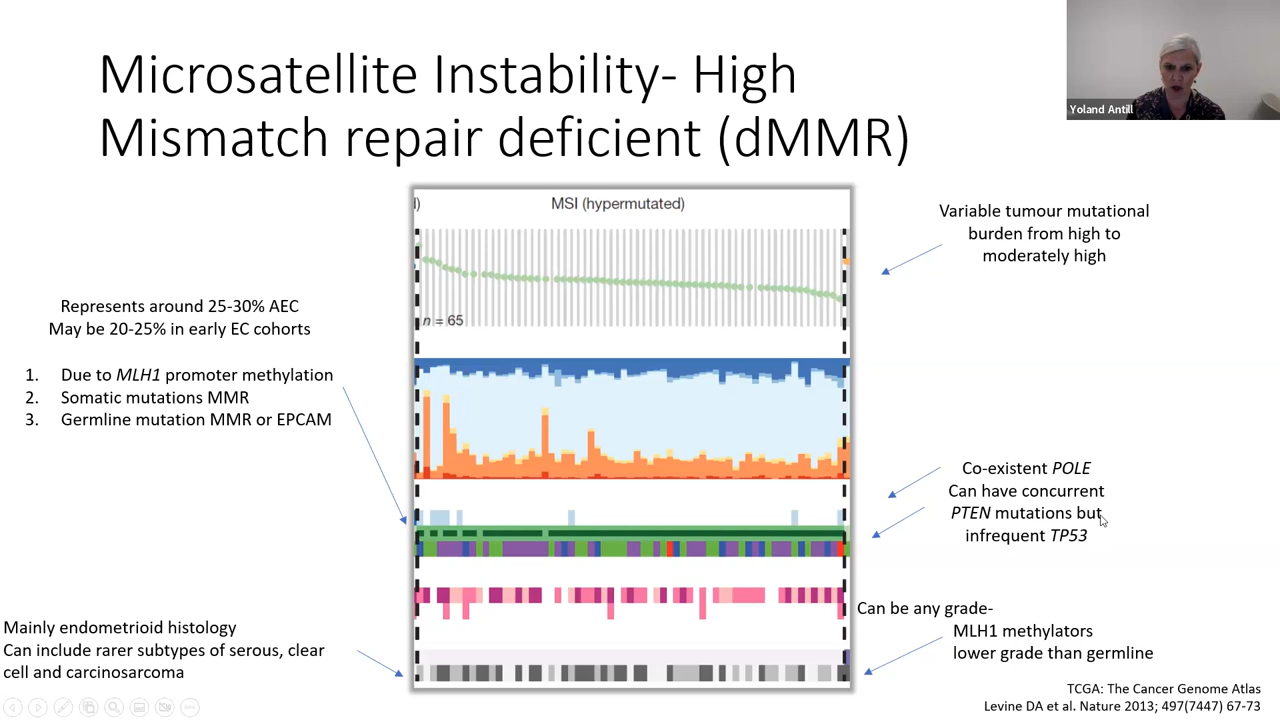 Microsatellite Instability- High
Mismatch repair deficient (dMMR)
Yoland Antill
MSI (hypermutated)
n = 65
Variable tumour mutational
burden from high to
moderately high
Represents around 25-30% AEC
May be 20-25% in early EC cohorts
1. Due to MLH1 promoter methylation
2. Somatic mutations MMR
3. Germline mutation MMR or EPCAM
Co-existent POLE
Can have concurrent
PTEN mutations but
infrequent TP53
Mainly endometrioid histology
Can include rarer subtypes of serous, clear
cell and carcinosarcoma
Can be any grade-
MLH1 methylators
lower grade than germline
TCGA: The Cancer Genome Atlas
Levine DA et al. Nature 2013; 497(7447) 67-73